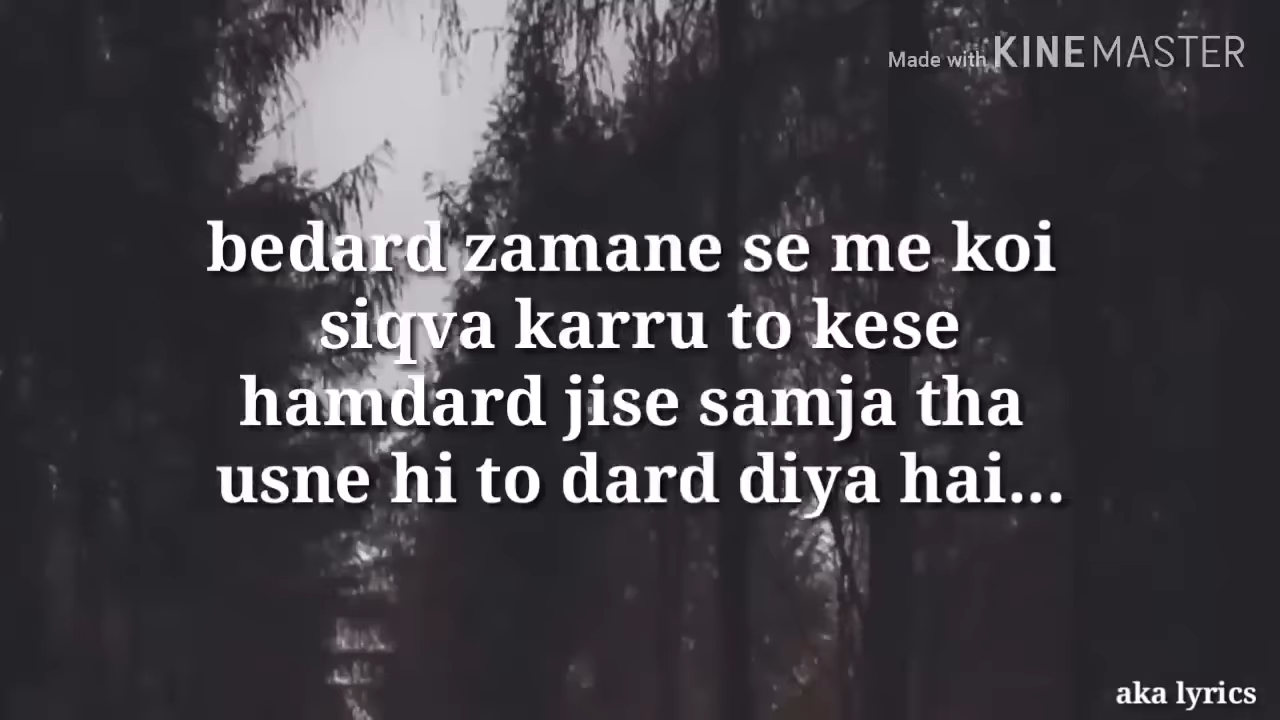 Made with KINEMASTER
bedard zamane se me koi
siqva karru to kese
hamdard jise samja tha
usne hi to dard diya hai...
aka lyrics